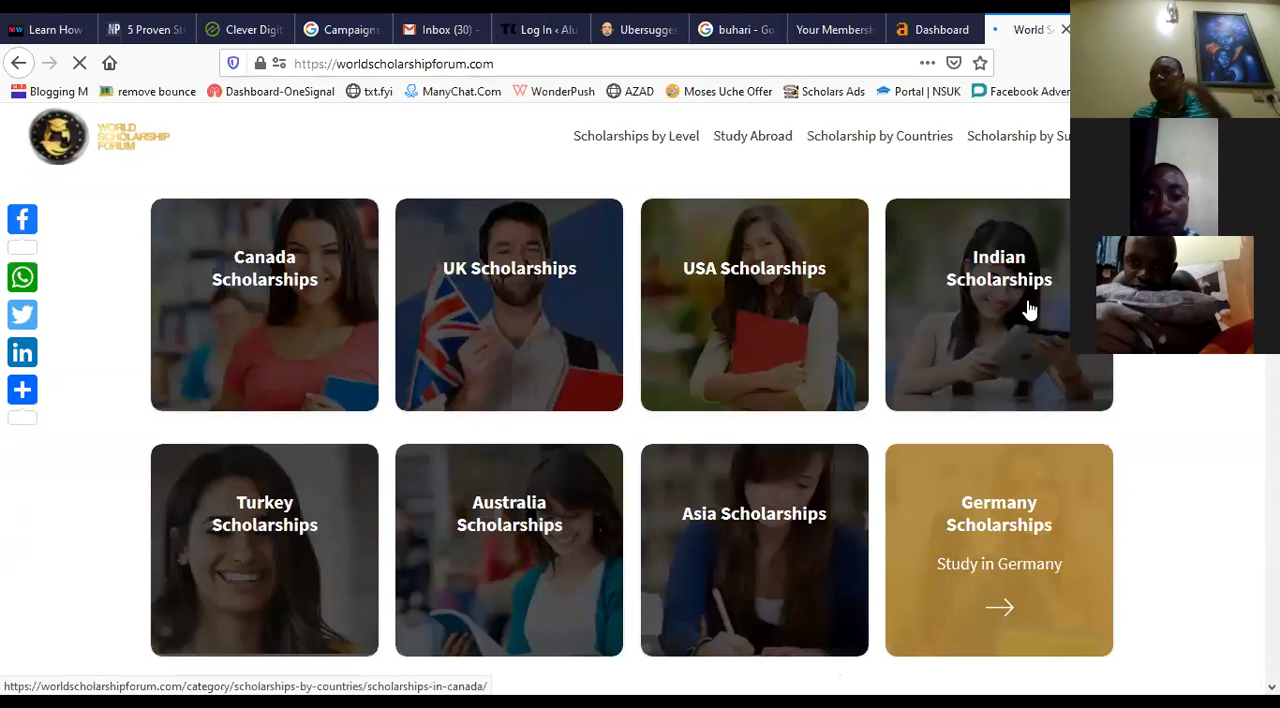 Learn How
5 Proven St
Clever Digit
Campaigns
Inbox (30) -
Log In ‹ Alu
Ubersugges
buhari - Go
Your Members
Dashboard
World S
https://worldscholarshipforum.com
Blogging M
remove bounce
Dashboard-OneSignal
txt.fyi
ManyChat.Com
WonderPush
AZAD
Moses Uche Offer
Scholars Ads
Portal | NSUK
Facebook Adver
WORLD
SCHOLARSHIP
FORUM
Scholarships by Level
Study Abroad
Scholarship by Countries
Scholarship by Su
Canada
Scholarships
UK Scholarships
USA Scholarships
Indian
Scholarships
Turkey
Scholarships
Australia
Scholarships
Asia Scholarships
Germany
Scholarships
Study in Germany
https://worldscholarshipforum.com/category/scholarships-by-countries/scholarships-in-canada/